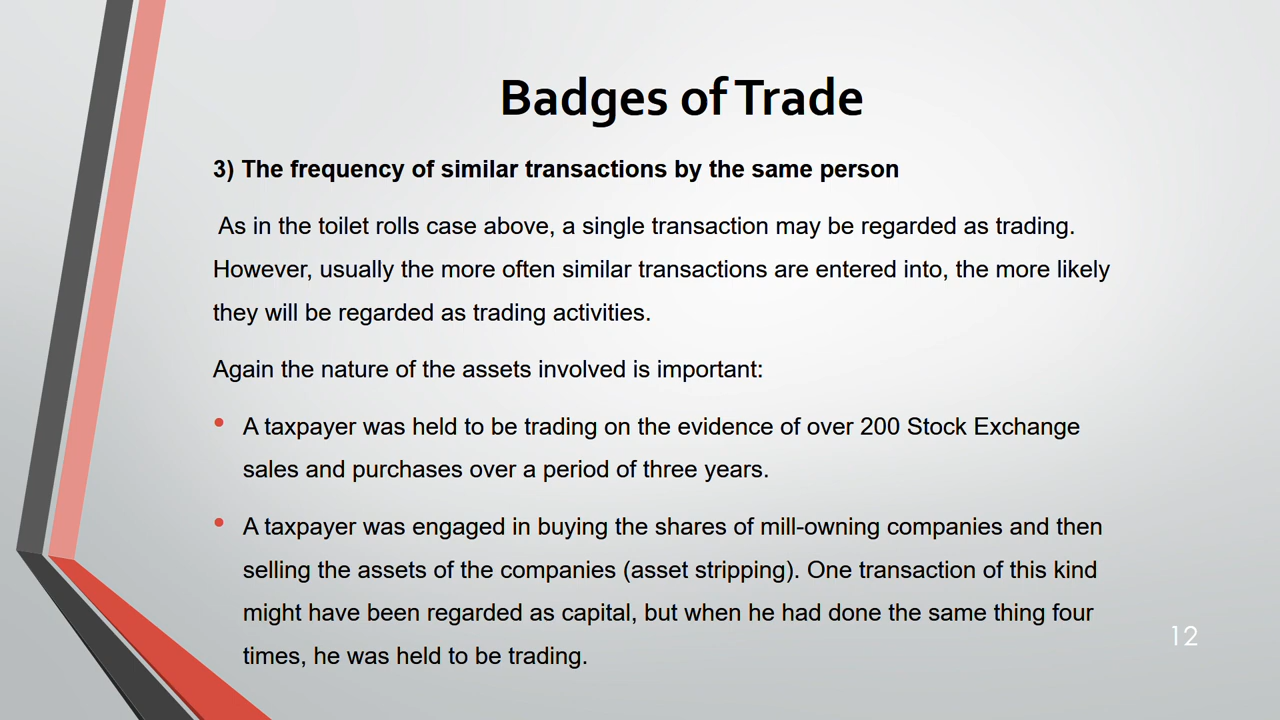 Badges of Trade
3) The frequency of similar transactions by the same person
As in the toilet rolls case above, a single transaction may be regarded as trading.
However, usually the more often similar transactions are entered into, the more likely
they will be regarded as trading activities.
Again the nature of the assets involved is important:
• A taxpayer was held to be trading on the evidence of over 200 Stock Exchange
sales and purchases over a period of three years.
• A taxpayer was engaged in buying the shares of mill-owning companies and then
selling the assets of the companies (asset stripping). One transaction of this kind
might have been regarded as capital, but when he had done the same thing four
times, he was held to be trading.
12